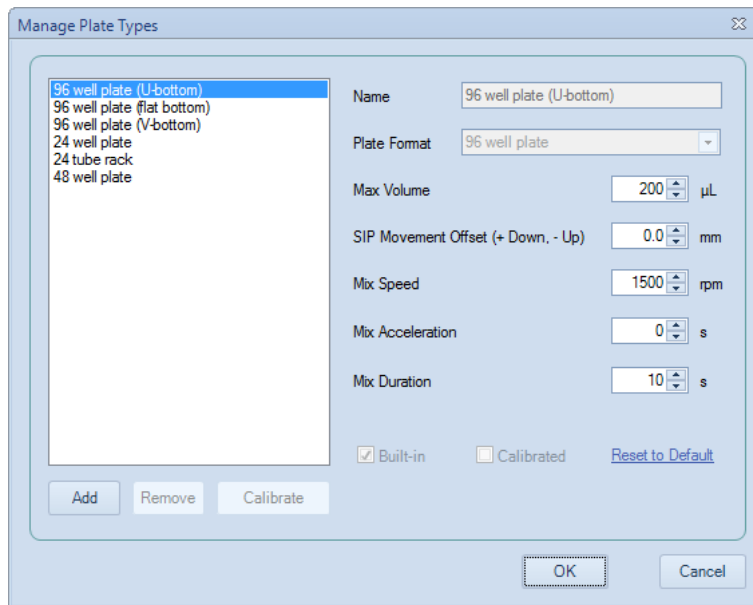 Manage Plate Types
96 well plate (U-bottom)
96 well plate (flat bottom)
96 well plate (V-bottom)
24 well plate
24 tube rack
48 well plate
Add Remove Calibrate
Name 96 well plate (U-bottom)
Plate Format 96 well plate
Max Volume 200 µL
SIP Movement Offset (+ Down, - Up) 0.0 mm
Mix Speed 1500 rpm
Mix Acceleration 0 s
Mix Duration 10 s
Built-in Calibrated Reset to Default
OK Cancel